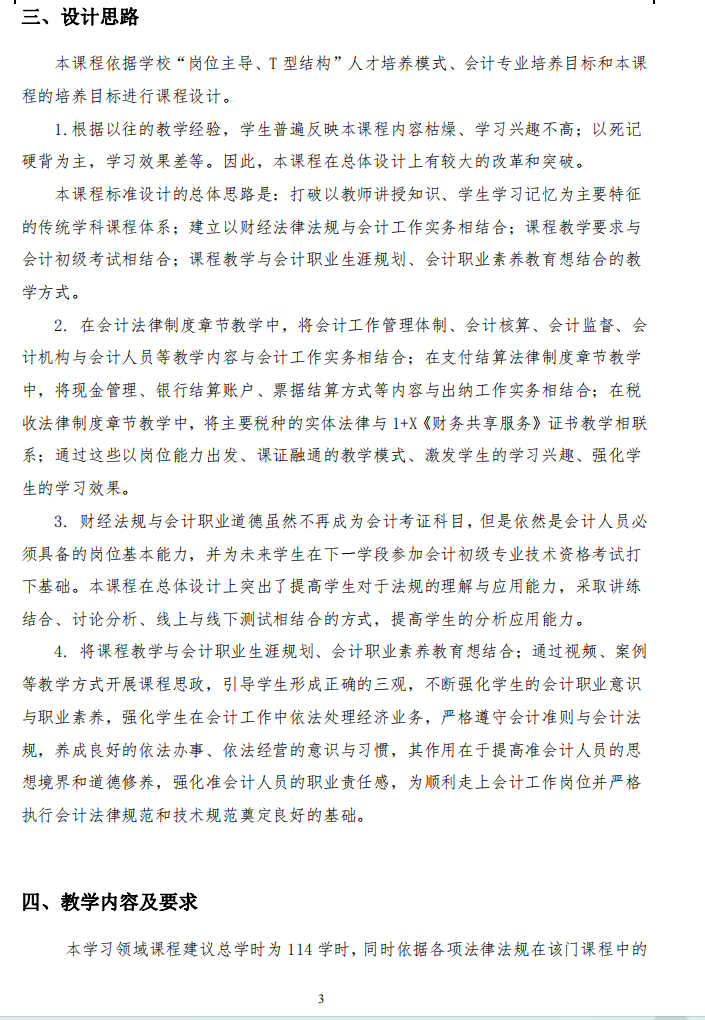 三、设计思路
本课程依据学校“岗位主导、T 型结构”人才培养模式、会计专业培养目标和本课
程的培养目标进行课程设计。
1.根据以往的教学经验，学生普遍反映本课程内容枯燥、学习兴趣不高；以死记
硬背为主，学习效果差等。因此，本课程在总体设计上有较大的改革和突破。
本课程标准设计的总体思路是：打破以教师讲授知识、学生学习记忆为主要特征
的传统学科课程体系；建立以财经法律法规与会计工作实务相结合；课程教学要求与
会计初级考试相结合；课程教学与会计职业生涯规划、会计职业素养教育想结合的教
学方式。
2. 在会计法律制度章节教学中，将会计工作管理体制、会计核算、会计监督、会
计机构与会计人员等教学内容与会计工作实务相结合；在支付结算法律制度章节教学
中，将现金管理、银行结算账户、票据结算方式等内容与出纳工作实务相结合；在税
收法律制度章节教学中，将主要税种的实体法律与 1+X《财务共享服务》证书教学相联
系；通过这些以岗位能力出发、课证融通的教学模式、激发学生的学习兴趣、强化学
生的学习效果。
3. 财经法规与会计职业道德虽然不再成为会计考证科目，但是依然是会计人员必
须具备的岗位基本能力，并为未来学生在下一学段参加会计初级专业技术资格考试打
下基础。本课程在总体设计上突出了提高学生对于法规的理解与应用能力，采取讲练
结合、讨论分析、线上与线下测试相结合的方式，提高学生的分析应用能力。
4. 将课程教学与会计职业生涯规划、会计职业素养教育想结合；通过视频、案例
等教学方式开展课程思政，引导学生形成正确的三观，不断强化学生的会计职业意识
与职业素养，强化学生在会计工作中依法处理经济业务，严格遵守会计准则与会计法
规，养成良好的依法办事、依法经营的意识与习惯，其作用在于提高准会计人员的思
想境界和道德修养，强化准会计人员的职业责任感，为顺利走上会计工作岗位并严格
执行会计法律规范和技术规范奠定良好的基础。
四、教学内容及要求
本学习领域课程建议总学时为 114 学时，同时依据各项法律法规在该门课程中的
3